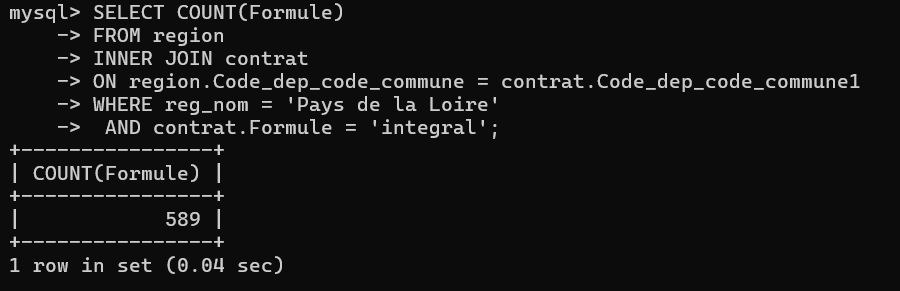 mysql> SELECT COUNT(Formule)
    -> FROM region
    -> INNER JOIN contrat
    -> ON region.Code_dep_code_commune = contrat.Code_dep_code_commune1
    -> WHERE reg_nom = 'Pays de la Loire'
    ->  AND contrat.Formule = 'integral';
+----------------+
| COUNT(Formule) |
+----------------+
|            589 |
+----------------+
1 row in set (0.04 sec)